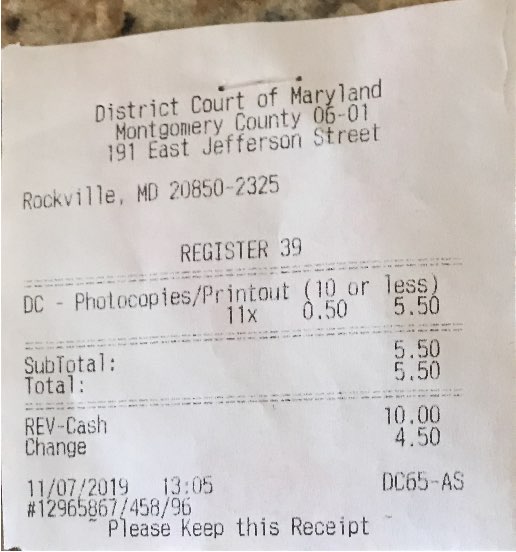 District Court of Maryland
Montgomery County 06-01
191 East Jefferson Street
Rockville, MD 20850-2325
REGISTER 39
DC - Photocopies/Printout (10 or less)
11x 0.50 5.50
SubTotal: 5.50
Total: 5.50
REV-Cash 10.00
Change 4.50
11/07/2019 13:05 DC65-AS
#12965867/458/96
Please Keep this Receipt